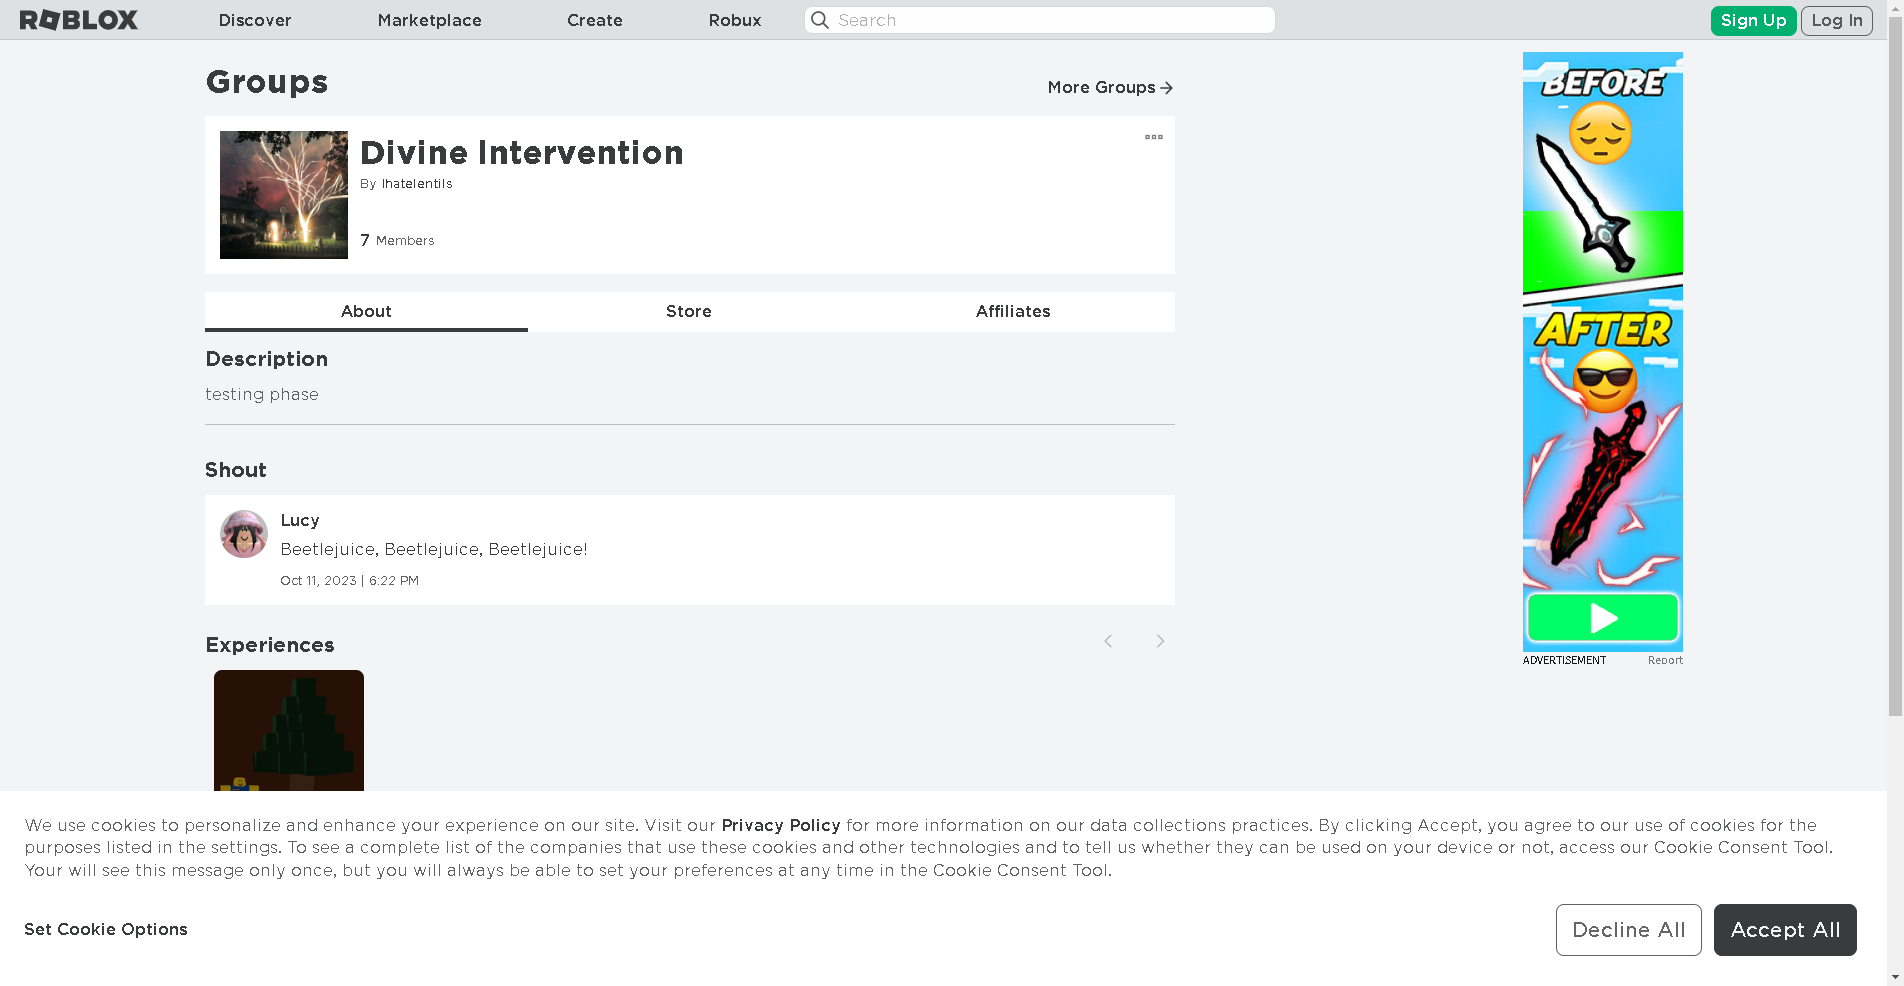 ROBLOX Discover Marketplace Create Robux Search Sign Up Log In
Groups
More Groups
Divine Intervention
By Ihatelentils
7 Members
About Store Affiliates
Description
testing phase
Shout
Lucy
Beetlejuice, Beetlejuice, Beetlejuice!
Oct 11, 2023 | 6:22 PM
Experiences
BEFORE
AFTER
ADVERTISEMENT Report
We use cookies to personalize and enhance your experience on our site. Visit our Privacy Policy for more information on our data collections practices. By clicking Accept, you agree to our use of cookies for the
purposes listed in the settings. To see a complete list of the companies that use these cookies and other technologies and to tell us whether they can be used on your device or not, access our Cookie Consent Tool.
Your will see this message only once, but you will always be able to set your preferences at any time in the Cookie Consent Tool.
Set Cookie Options
Decline All Accept All